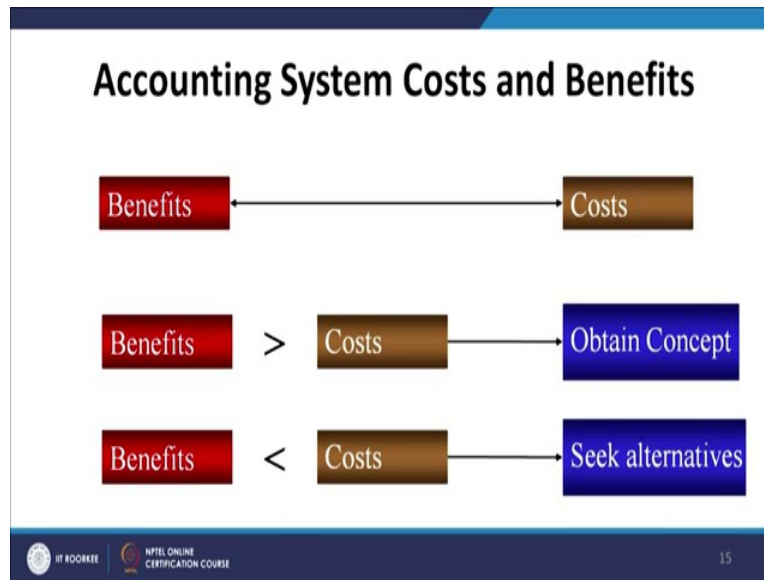 Accounting System Costs and Benefits
Benefits Costs
Benefits > Costs Obtain Concept
Benefits < Costs Seek alternatives
IIT ROORKEE NPTEL ONLINE
CERTIFICATION COURSE
15